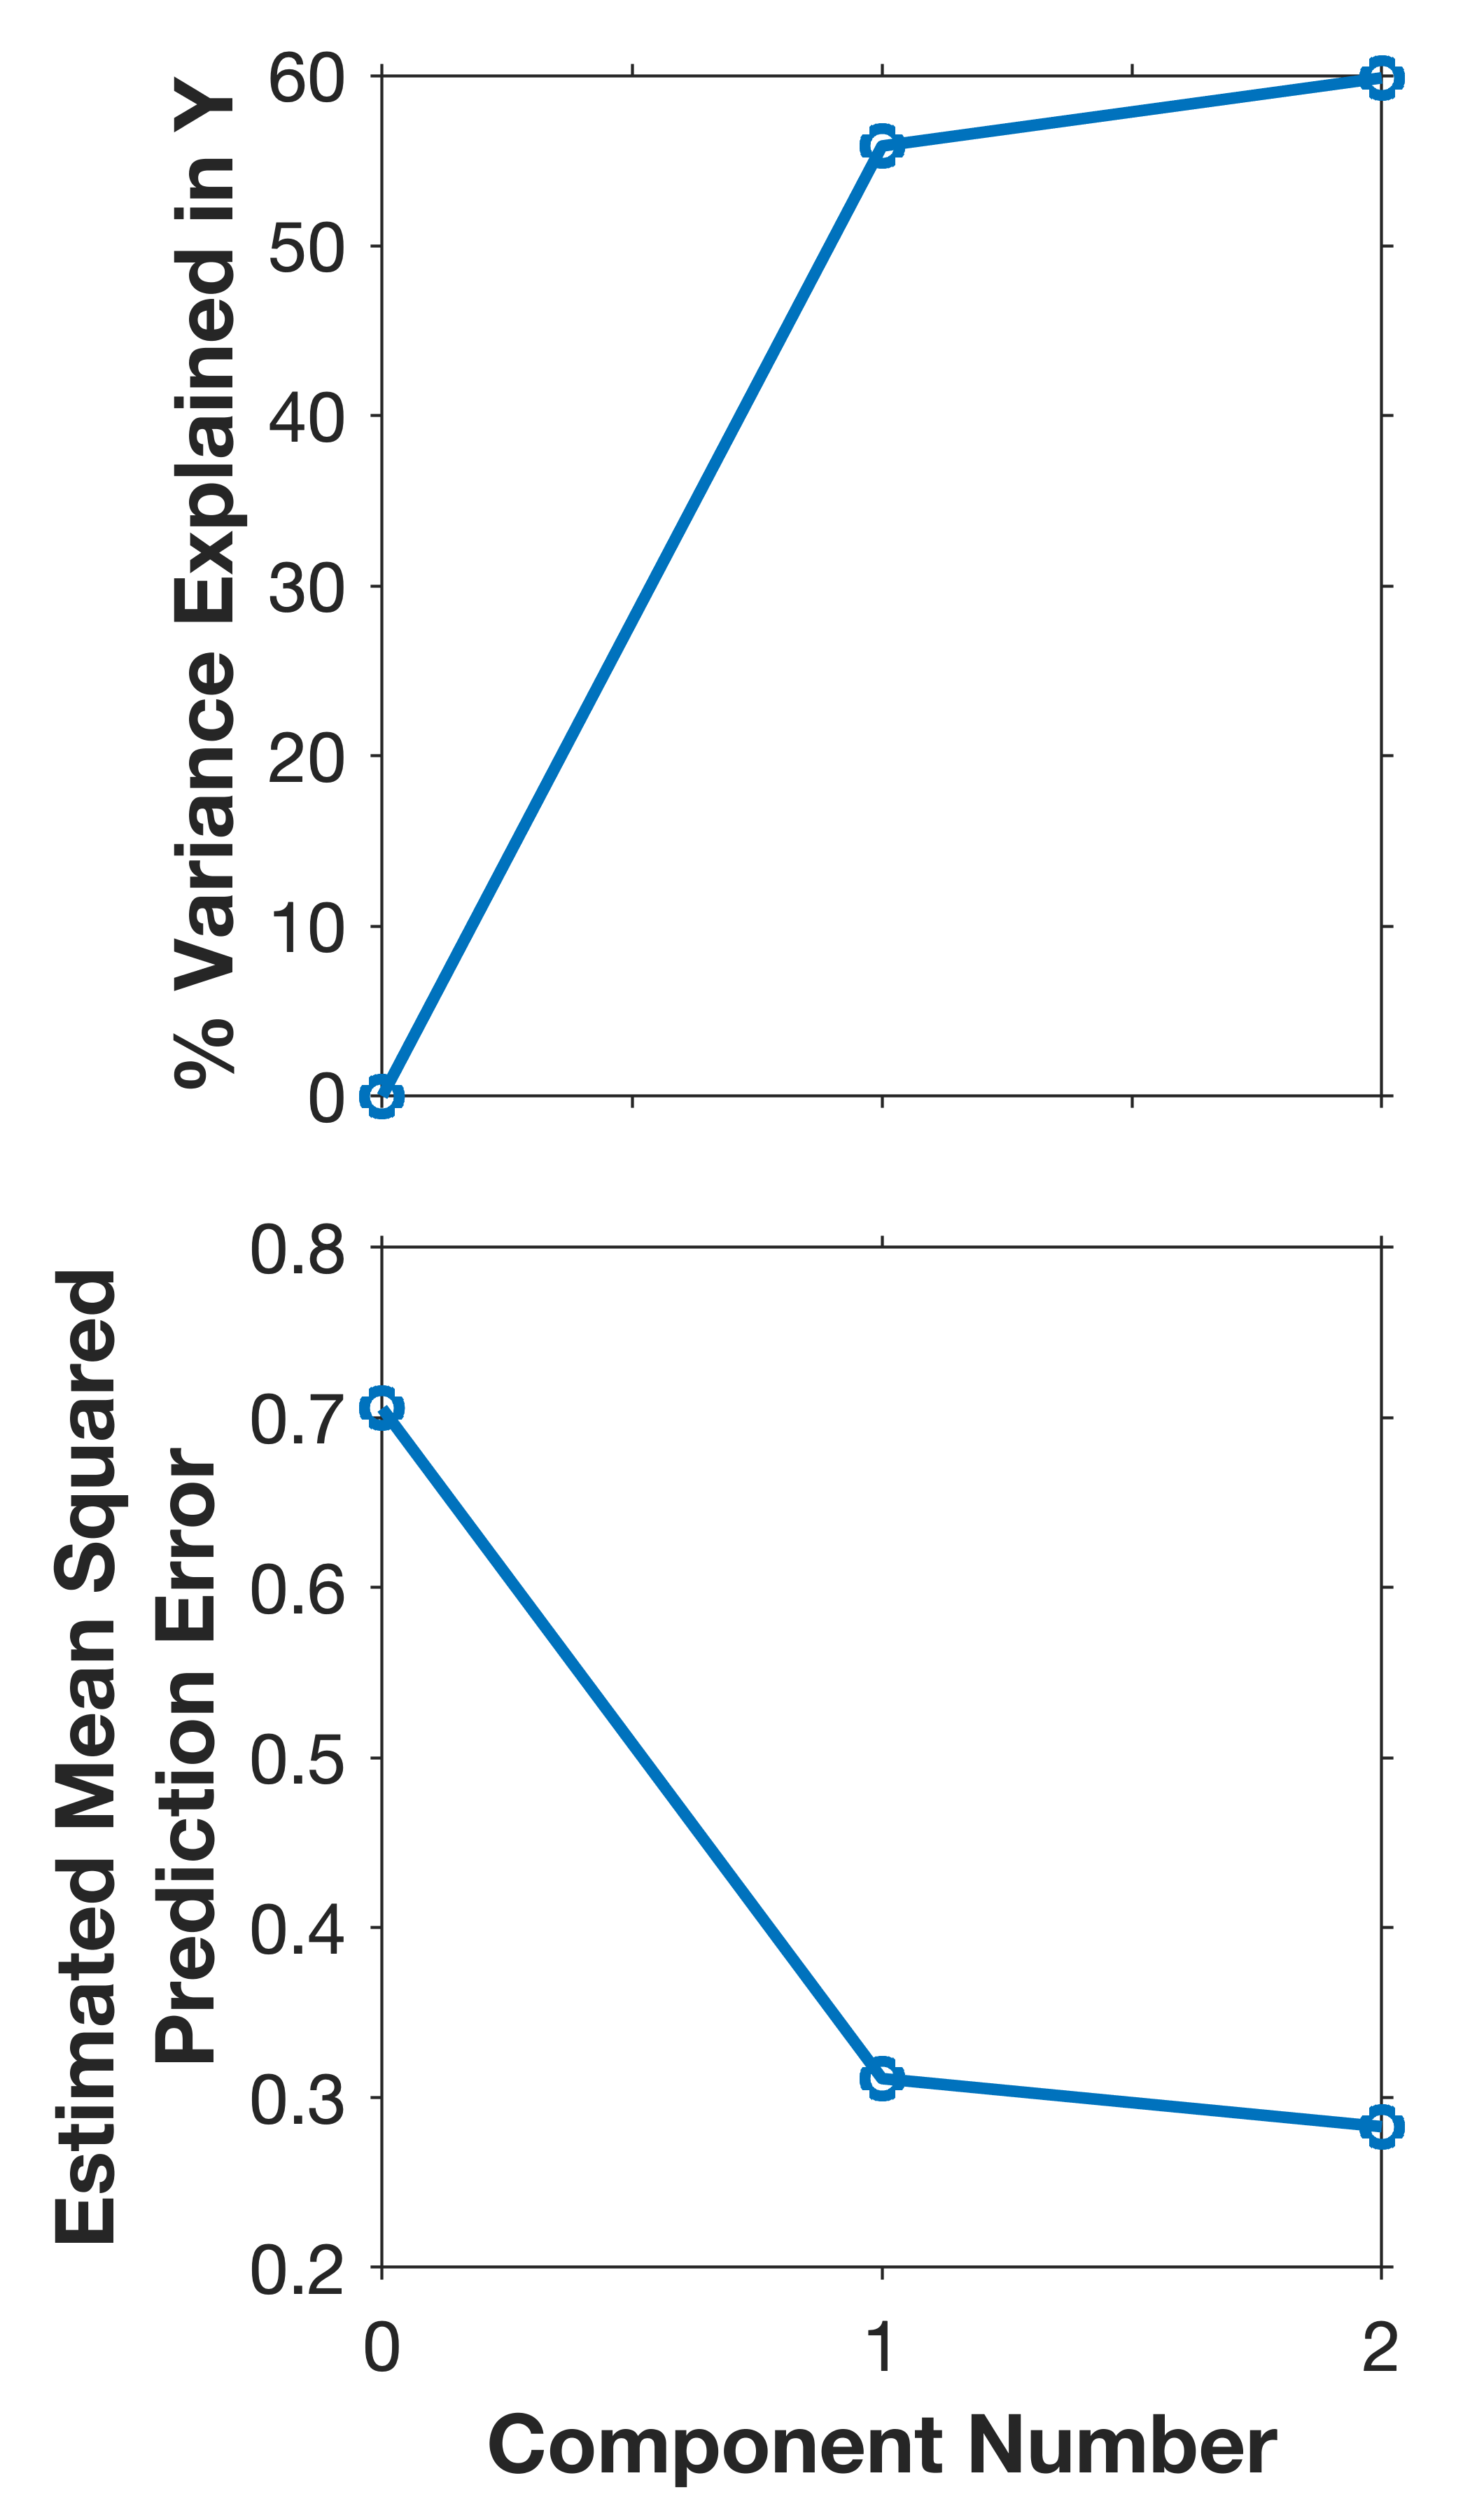 % Variance Explained in Y
60
50
40
30
20
10
0
Estimated Mean Squared
Prediction Error
0.8
0.7
0.6
0.5
0.4
0.3
0.2
0 1 2
Component Number